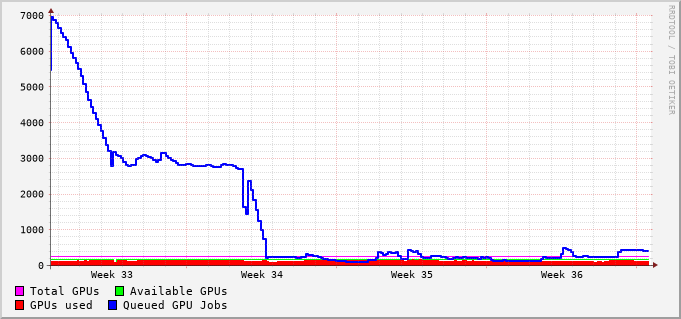 RRDTOOL / TOBI OETIKER
7000
6000
5000
4000
3000
2000
1000
0
Week 33 Week 34 Week 35 Week 36
Total GPUs Available GPUs
GPUs used Queued GPU Jobs